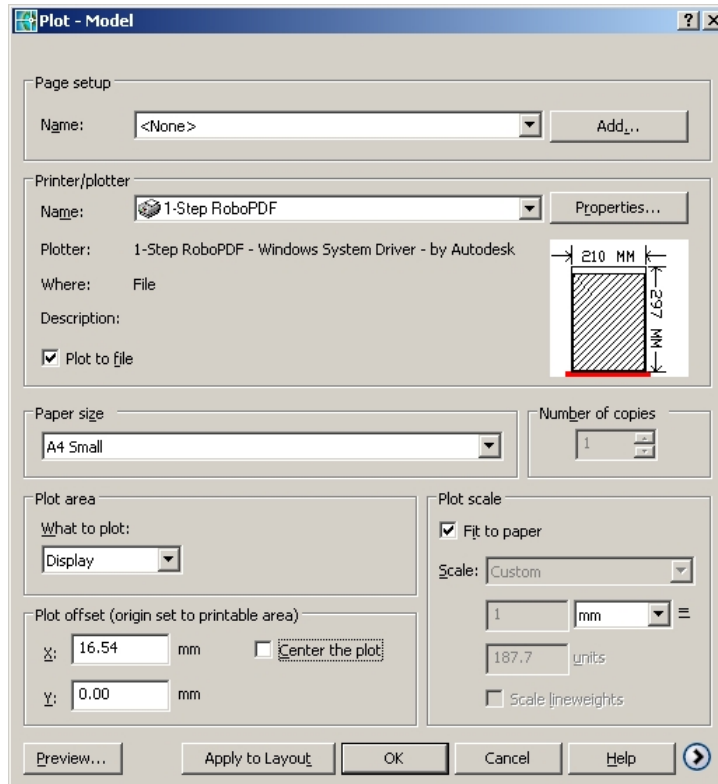 Plot - Model
Page setup
Name: <None> Add...
Printer/plotter
Name: 1-Step RoboPDF Properties...
Plotter: 1-Step RoboPDF - Windows System Driver - by Autodesk
Where: File
Description:
Plot to file
210 MM
297 MM
Paper size
A4 Small
Number of copies
1
Plot area
What to plot:
Display
Plot scale
Fit to paper
Scale: Custom
1 mm =
187.7 units
Scale lineweights
Plot offset (origin set to printable area)
X: 16.54 mm Center the plot
Y: 0.00 mm
Preview... Apply to Layout OK Cancel Help